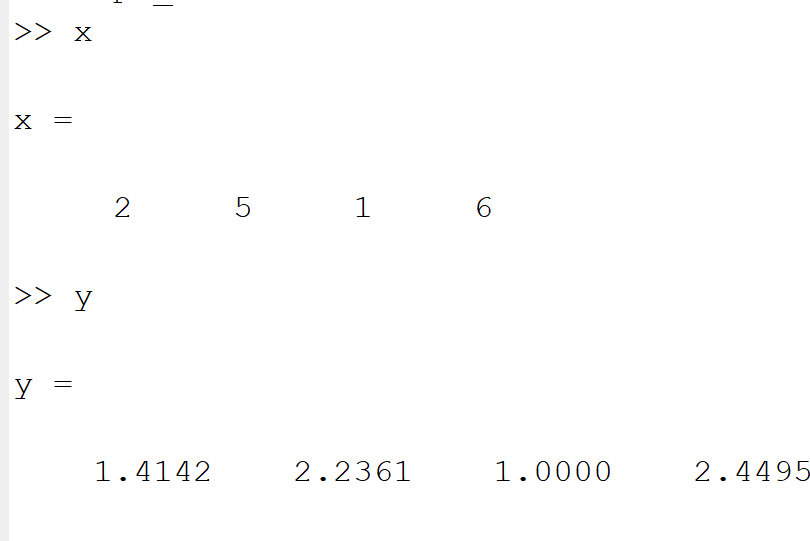 >> x
x =
2 5 1 6
>> y
y =
1.4142 2.2361 1.0000 2.4495